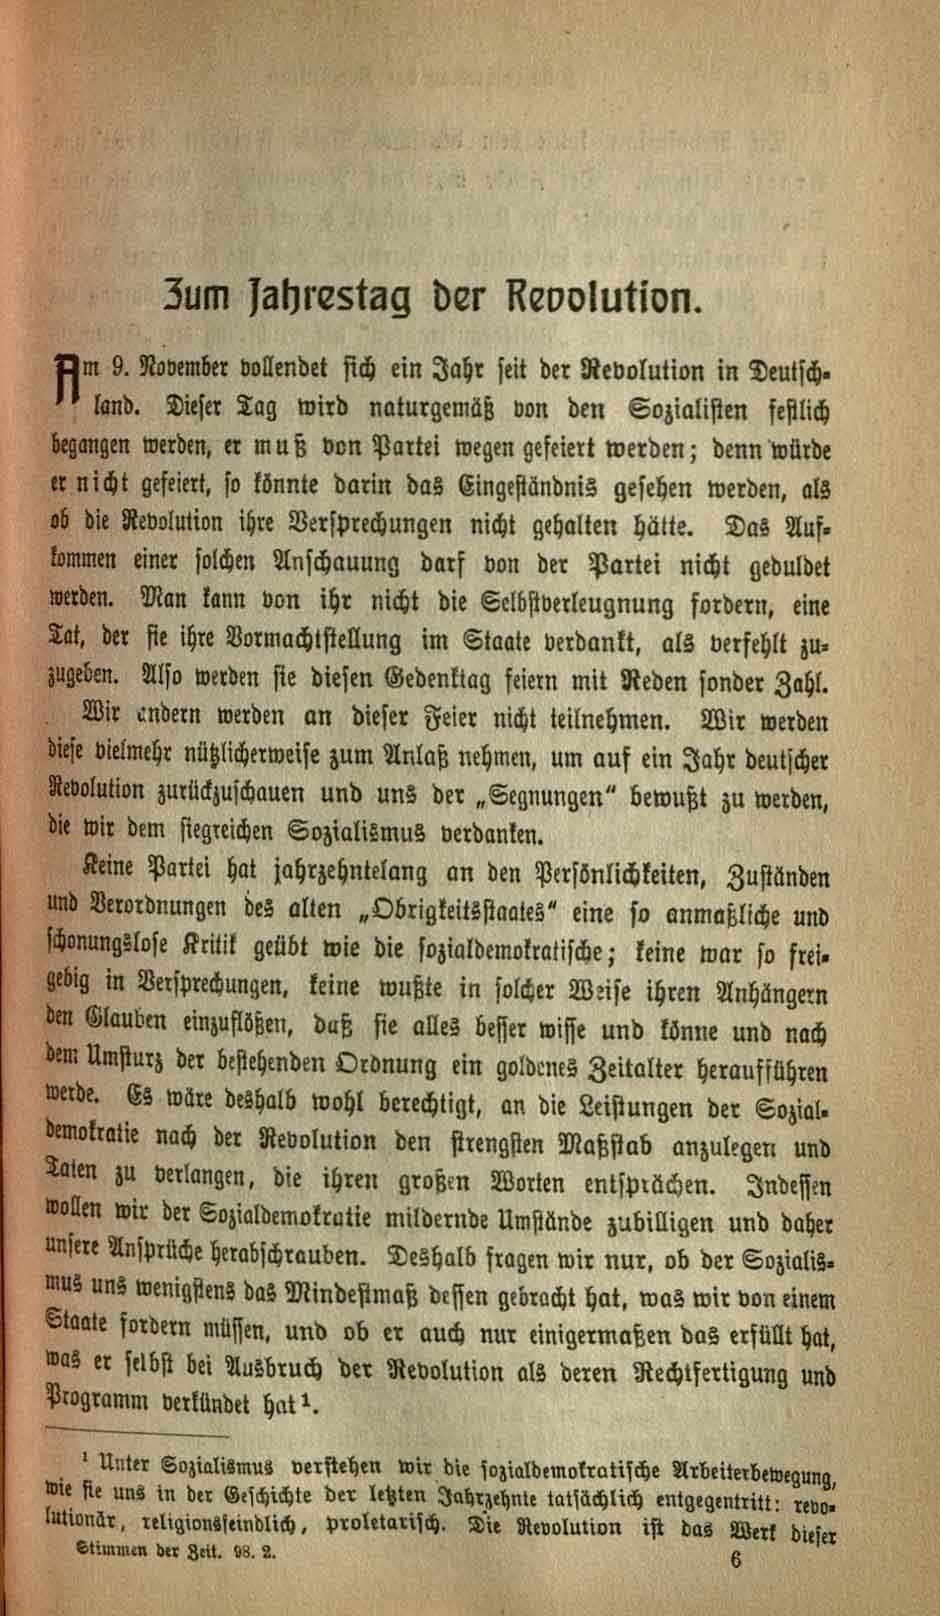 Zum Jahrestag der Revolution.
Am 9. November vollendet sich ein Jahr seit der Revolution in Deutsch-
land. Dieser Tag wird naturgemäß von den Sozialisten festlich
begangen werden, er muß von Partei wegen gefeiert werden; denn würde
er nicht gefeiert, so könnte darin das Eingeständnis gesehen werden, als
ob die Revolution ihre Versprechungen nicht gehalten hätte. Das Auf-
kommen einer solchen Anschauung darf von der Partei nicht geduldet
werden. Man kann von ihr nicht die Selbstverleugnung fordern, eine
Tat, der sie ihre Vormachtstellung im Staate verdankt, als verfehlt zu-
zugeben. Also werden sie diesen Gedenktag feiern mit Reden sonder Zahl.
Wir andern werden an dieser Feier nicht teilnehmen. Wir werden
diese vielmehr nützlicherweise zum Anlaß nehmen, um auf ein Jahr deutscher
Revolution zurückzuschauen und uns der „Segnungen" bewußt zu werden,
die wir dem siegreichen Sozialismus verdanken.
Keine Partei hat jahrzehntelang an den Persönlichkeiten, Zuständen
und Verordnungen des alten „Obrigkeitsstaates" eine so anmaßliche und
schonungslose Kritik geübt wie die sozialdemokratische; keine war so frei-
gebig in Versprechungen, keine wußte in solcher Weise ihren Anhängern
den Glauben einzuflößen, daß sie alles besser wisse und könne und nach
dem Umsturz der bestehenden Ordnung ein goldenes Zeitalter heraufführen
werde. Es wäre deshalb wohl berechtigt, an die Leistungen der Sozial-
demokratie nach der Revolution den strengsten Maßstab anzulegen und
Taten zu verlangen, die ihren großen Worten entsprächen. Indessen
wollen wir der Sozialdemokratie mildernde Umstände zubilligen und daher
unsere Ansprüche herabschrauben. Deshalb fragen wir nur, ob der Sozialis-
mus uns wenigstens das Mindestmaß dessen gebracht hat, was wir von einem
Staate fordern müssen, und ob er auch nur einigermaßen das erfüllt hat,
was er selbst bei Ausbruch der Revolution als deren Rechtfertigung und
Programm verkündet hat¹.
¹ Unter Sozialismus verstehen wir die sozialdemokratische Arbeiterbewegung,
wie sie uns in der Geschichte der letzten Jahrzehnte tatsächlich entgegentritt: revo-
lutionär, religionsfeindlich, proletarisch. Die Revolution ist das Werk dieser
Stimmen der Zeit. 98. 2.
6